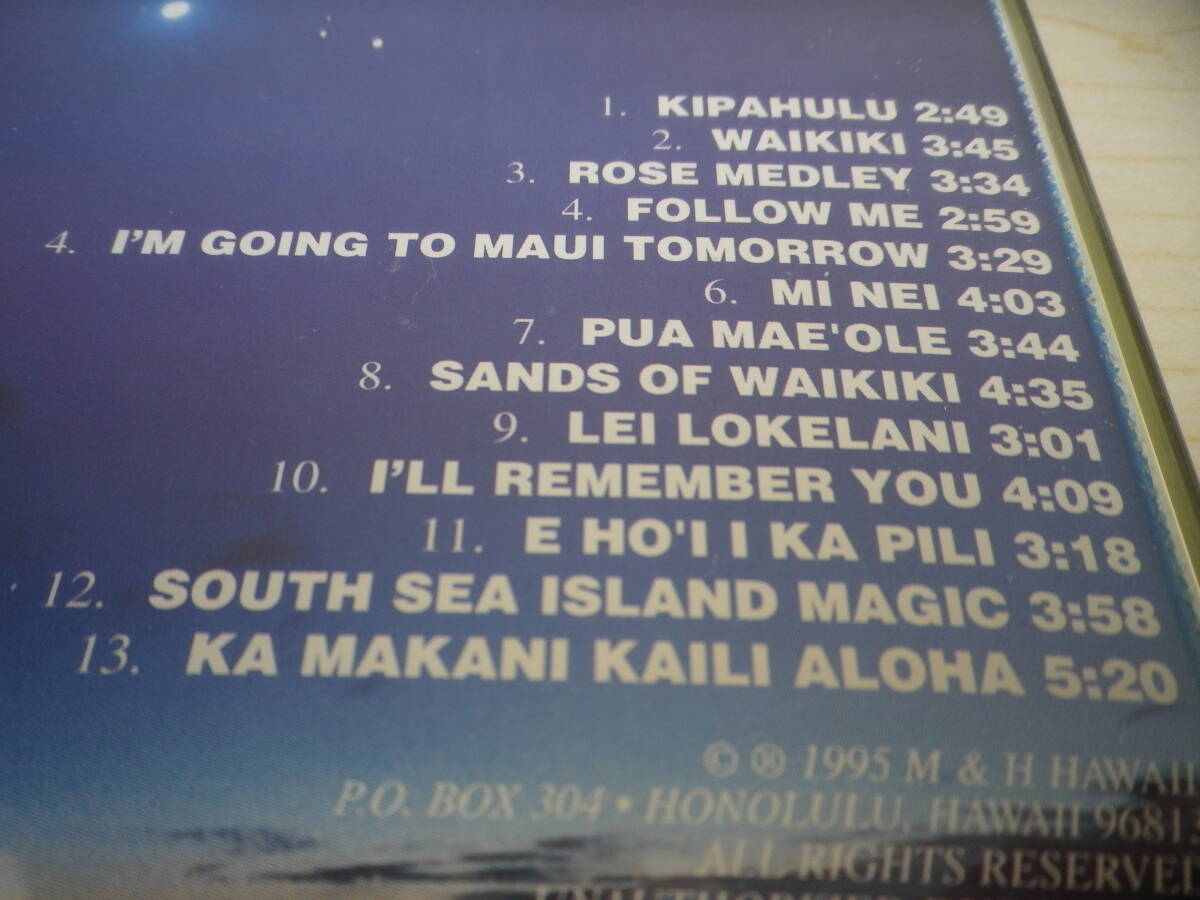 1. KIPAHULU 2:49
2. WAIKIKI 3:45
3. ROSE MEDLEY 3:34
4. FOLLOW ME 2:59
4. I'M GOING TO MAUI TOMORROW 3:29
6. MI NEI 4:03
7. PUA MAE'OLE 3:44
8. SANDS OF WAIKIKI 4:35
9. LEI LOKELANI 3:01
10. I'LL REMEMBER YOU 4:09
11. E HO'I I KA PILI 3:18
12. SOUTH SEA ISLAND MAGIC 3:58
13. KA MAKANI KAILI ALOHA 5:20
© ® 1995 M & H HAWAII
P.O. BOX 304 • HONOLULU, HAWAII 96813
ALL RIGHTS RESERVED